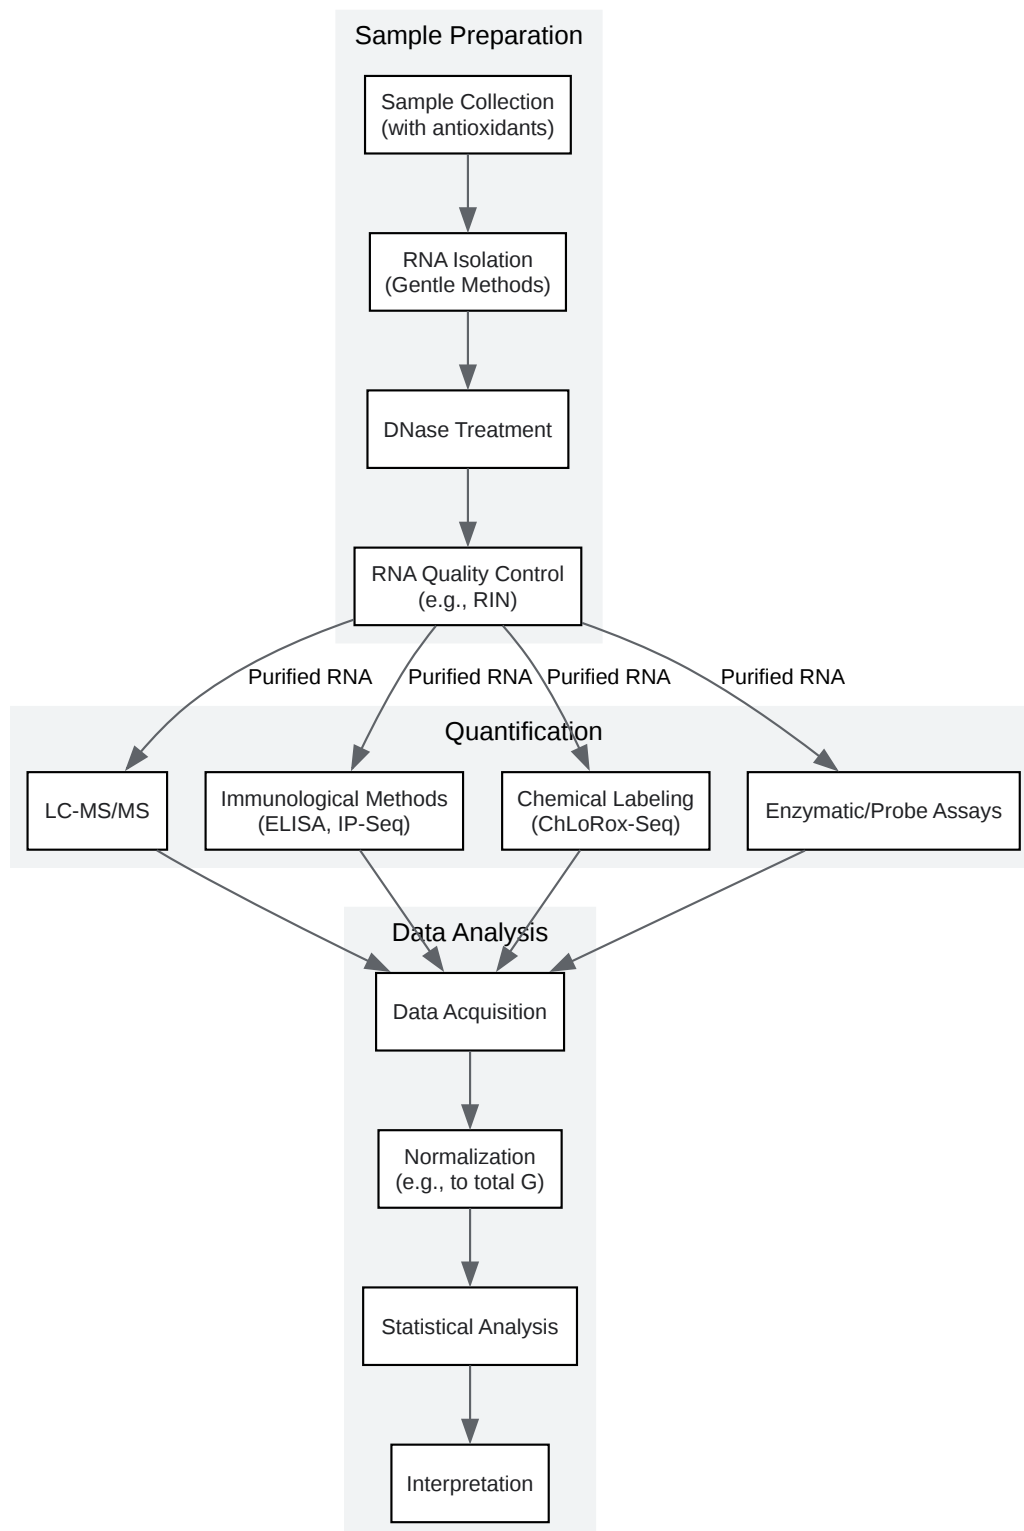 Sample Preparation
Sample Collection
(with antioxidants)
RNA Isolation
(Gentle Methods)
DNase Treatment
RNA Quality Control
(e.g., RIN)
Purified RNA
Purified RNA
Purified RNA
Purified RNA
Quantification
LC-MS/MS
Immunological Methods
(ELISA, IP-Seq)
Chemical Labeling
(ChLoRox-Seq)
Enzymatic/Probe Assays
Data Analysis
Data Acquisition
Normalization
(e.g., to total G)
Statistical Analysis
Interpretation